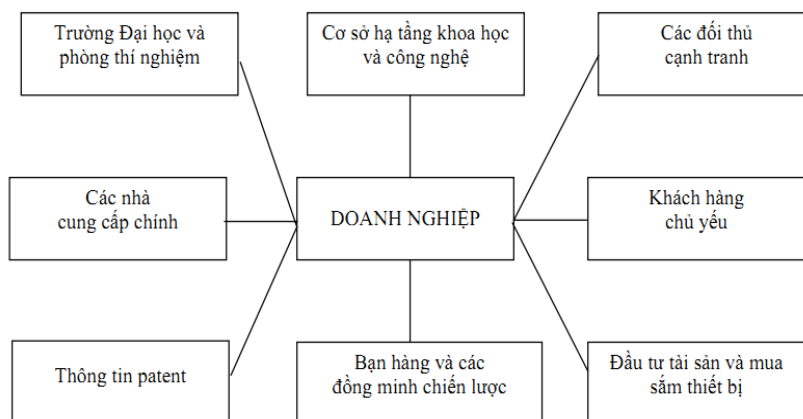 Trường Đại học và
phòng thí nghiệm
Cơ sở hạ tầng khoa học
và công nghệ
Các đối thủ
cạnh tranh
Các nhà
cung cấp chính
DOANH NGHIỆP
Khách hàng
chủ yếu
Thông tin patent
Bạn hàng và các
đồng minh chiến lược
Đầu tư tài sản và mua
sắm thiết bị